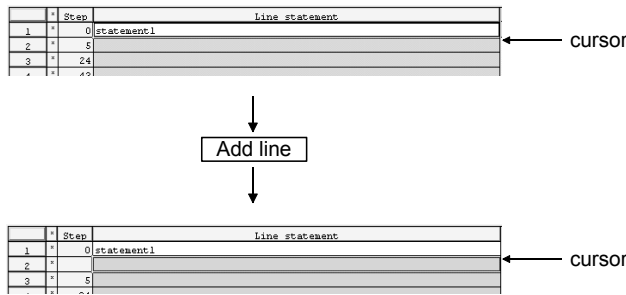 * Step Line statement
1 * 0 statement1
2 * 5
3 * 24
cursor
Add line
* Step Line statement
1 * 0 statement1
2 *
3 * 5
cursor